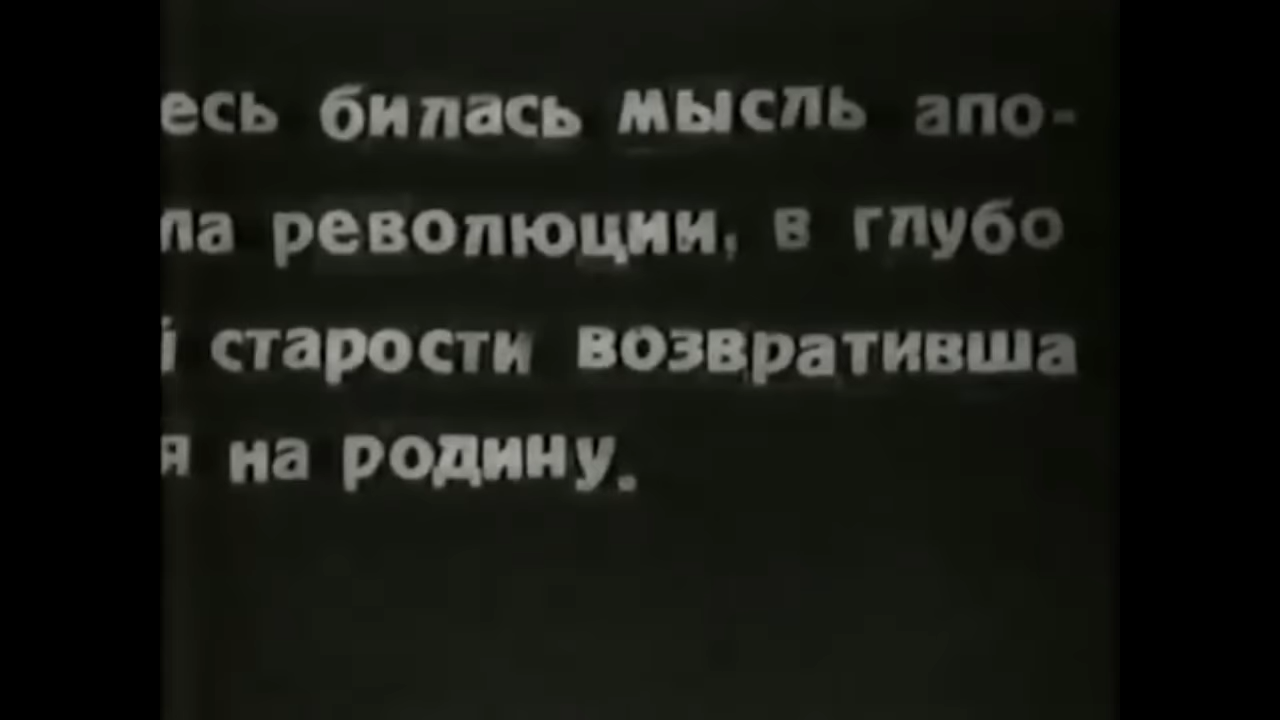 есь билась мысль апо-
ла революции, в глубо
й старости возвративша
я на родину.